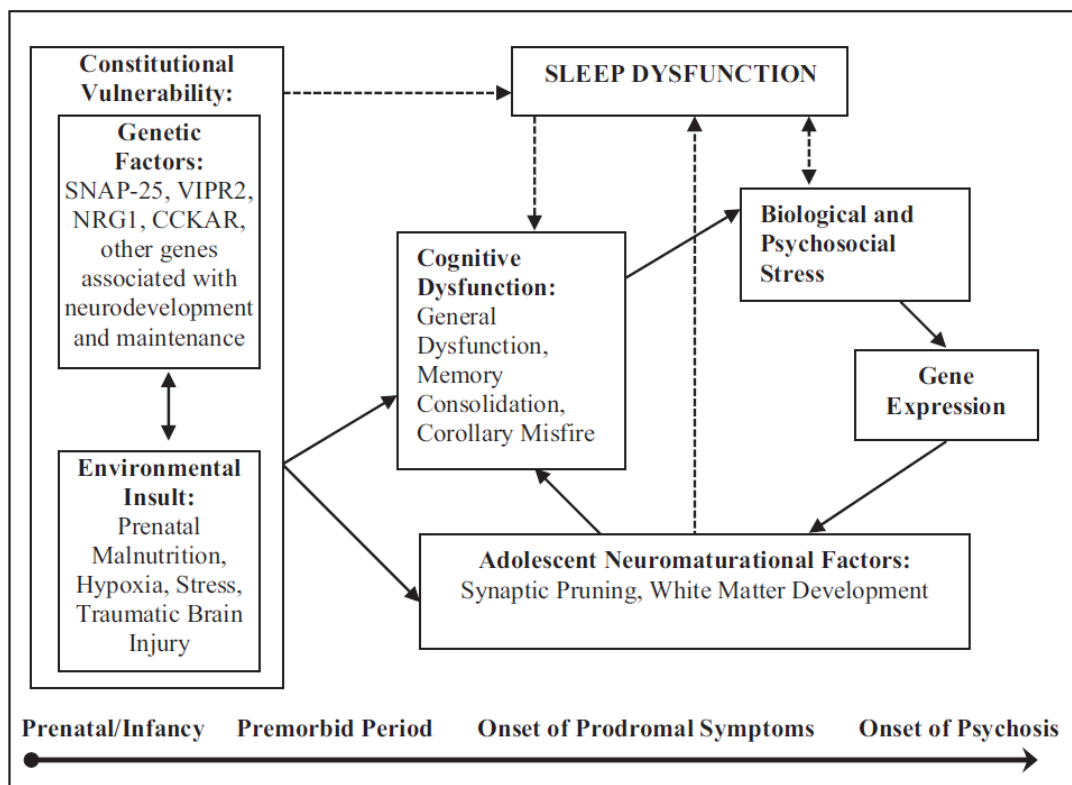 Constitutional
Vulnerability:
Genetic
Factors:
SNAP-25, VIPR2,
NRG1, CCKAR,
other genes
associated with
neurodevelopment
and maintenance
Environmental
Insult:
Prenatal
Malnutrition,
Hypoxia, Stress,
Traumatic Brain
Injury
SLEEP DYSFUNCTION
Cognitive
Dysfunction:
General
Dysfunction,
Memory
Consolidation,
Corollary Misfire
Biological and
Psychosocial
Stress
Gene
Expression
Adolescent Neuromaturational Factors:
Synaptic Pruning, White Matter Development
Prenatal/Infancy Premorbid Period Onset of Prodromal Symptoms Onset of Psychosis